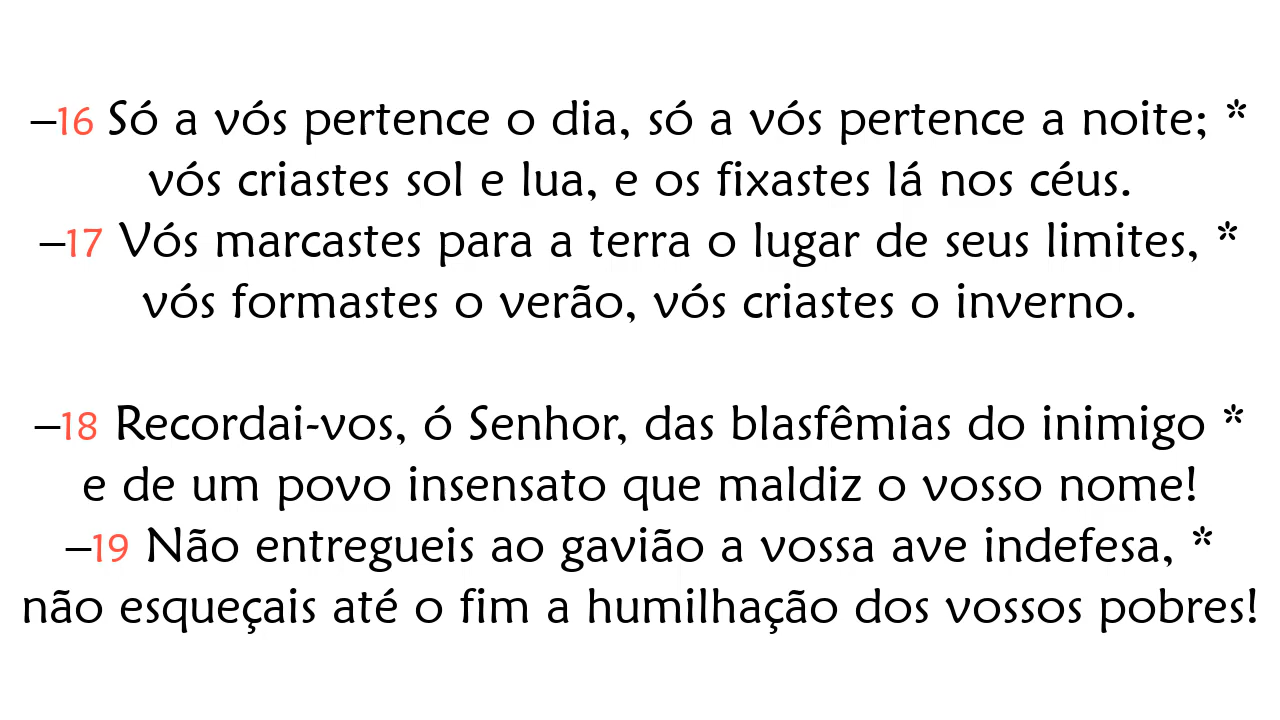 –16 Só a vós pertence o dia, só a vós pertence a noite; *
vós criastes sol e lua, e os fixastes lá nos céus.
–17 Vós marcastes para a terra o lugar de seus limites, *
vós formastes o verão, vós criastes o inverno.
–18 Recordai-vos, ó Senhor, das blasfêmias do inimigo *
e de um povo insensato que maldiz o vosso nome!
–19 Não entregueis ao gavião a vossa ave indefesa, *
não esqueçais até o fim a humilhação dos vossos pobres!